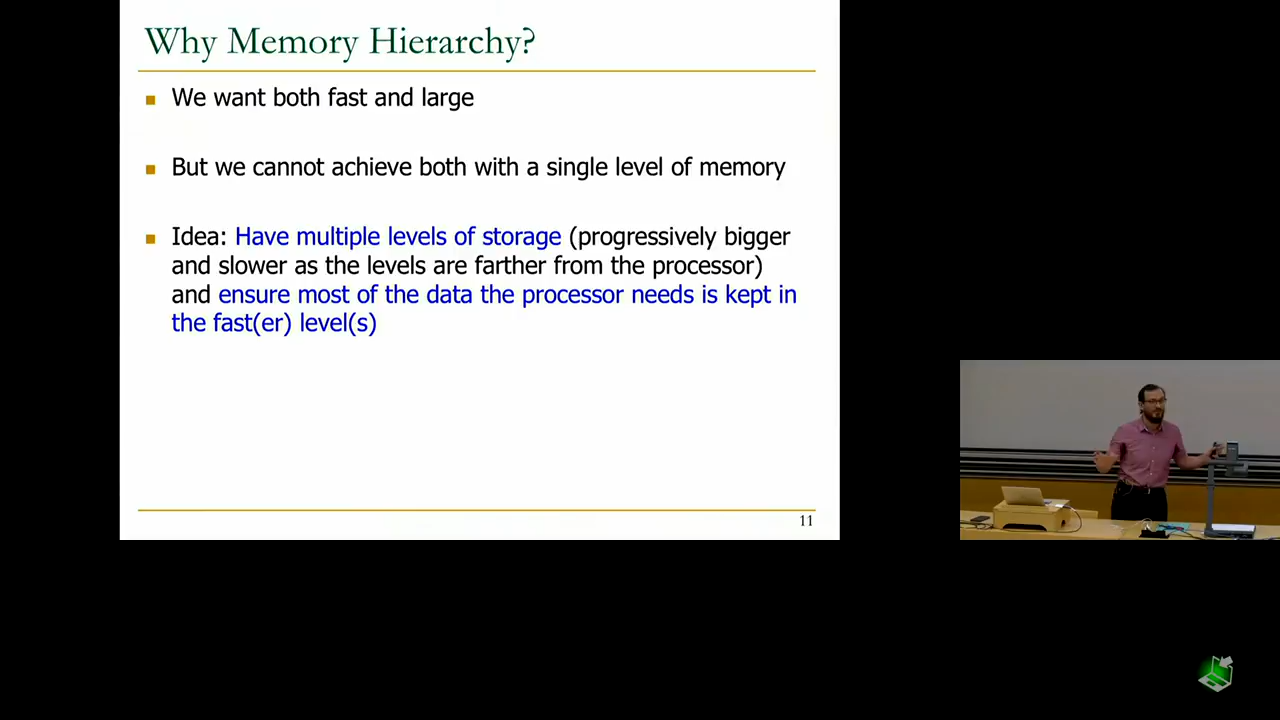 Why Memory Hierarchy?
We want both fast and large
But we cannot achieve both with a single level of memory
Idea: Have multiple levels of storage (progressively bigger
and slower as the levels are farther from the processor)
and ensure most of the data the processor needs is kept in
the fast(er) level(s)
11